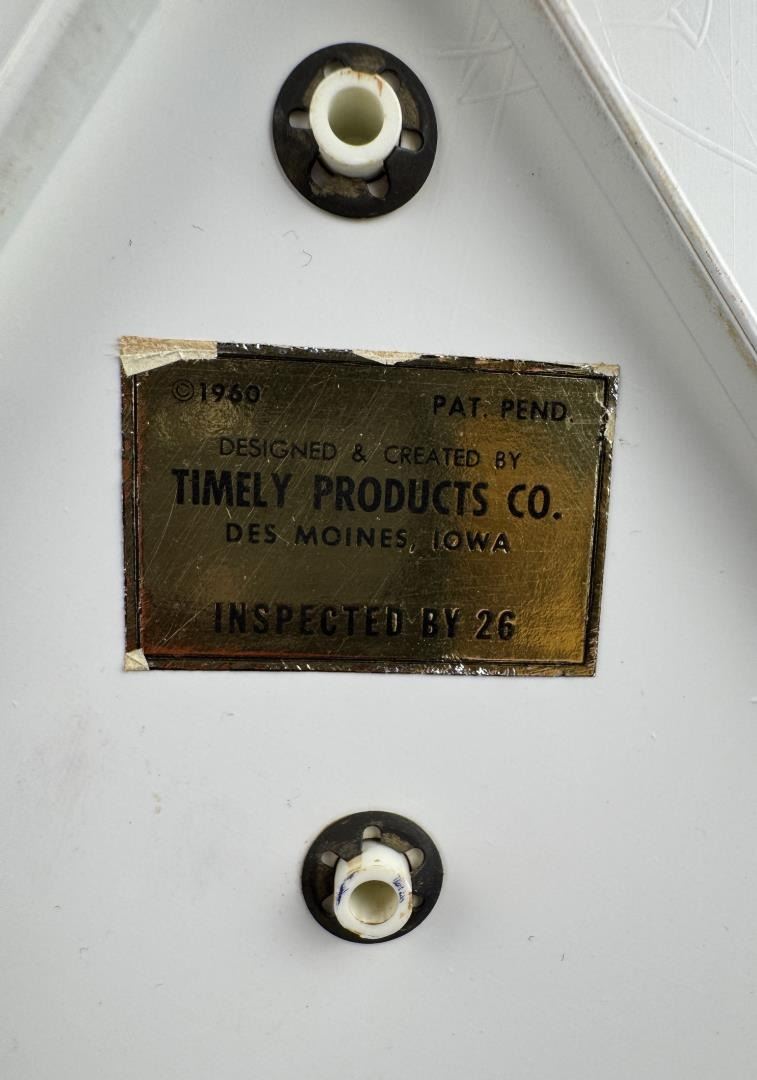 ©1960 PAT. PEND.
DESIGNED & CREATED BY
TIMELY PRODUCTS CO.
DES MOINES, IOWA
INSPECTED BY 26